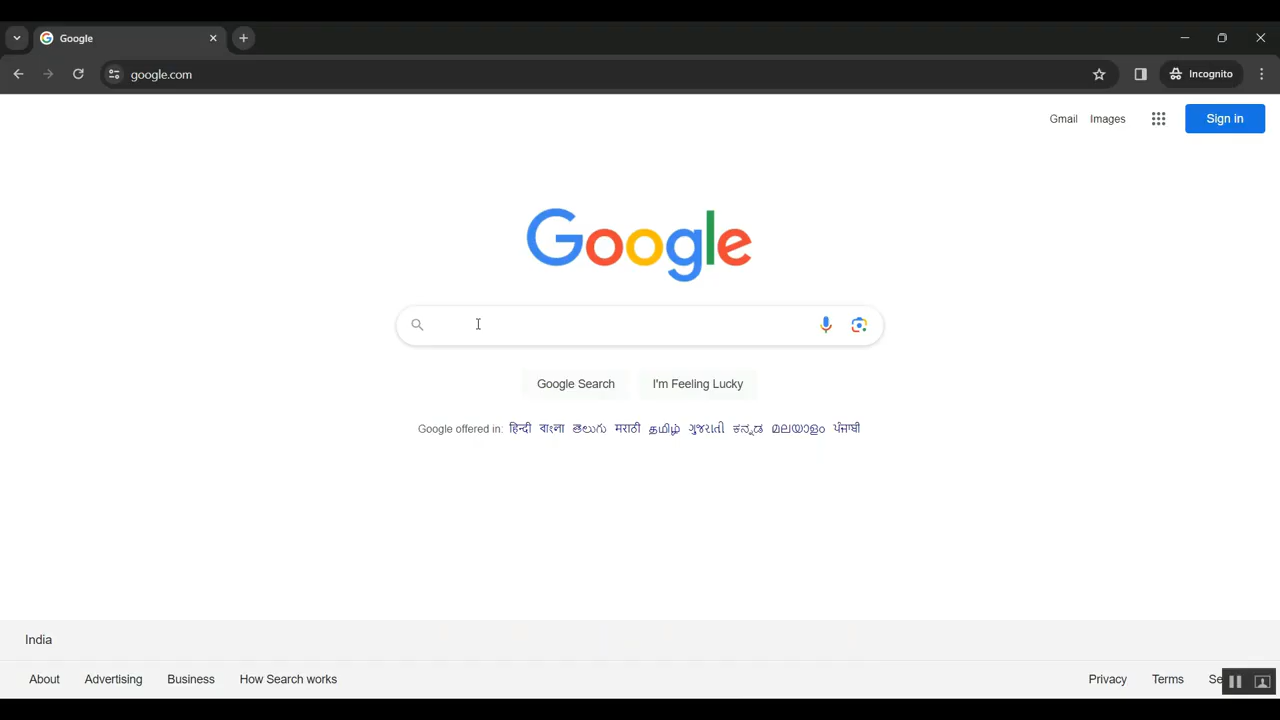 Google
google.com
Incognito
Gmail Images Sign in
Google
Google Search I'm Feeling Lucky
Google offered in: हिन्दी বাংলা తెలుగు मराठी தமிழ் ગુજરાતી ಕನ್ನಡ മലയാളം ਪੰਜਾਬੀ
India
About Advertising Business How Search works Privacy Terms